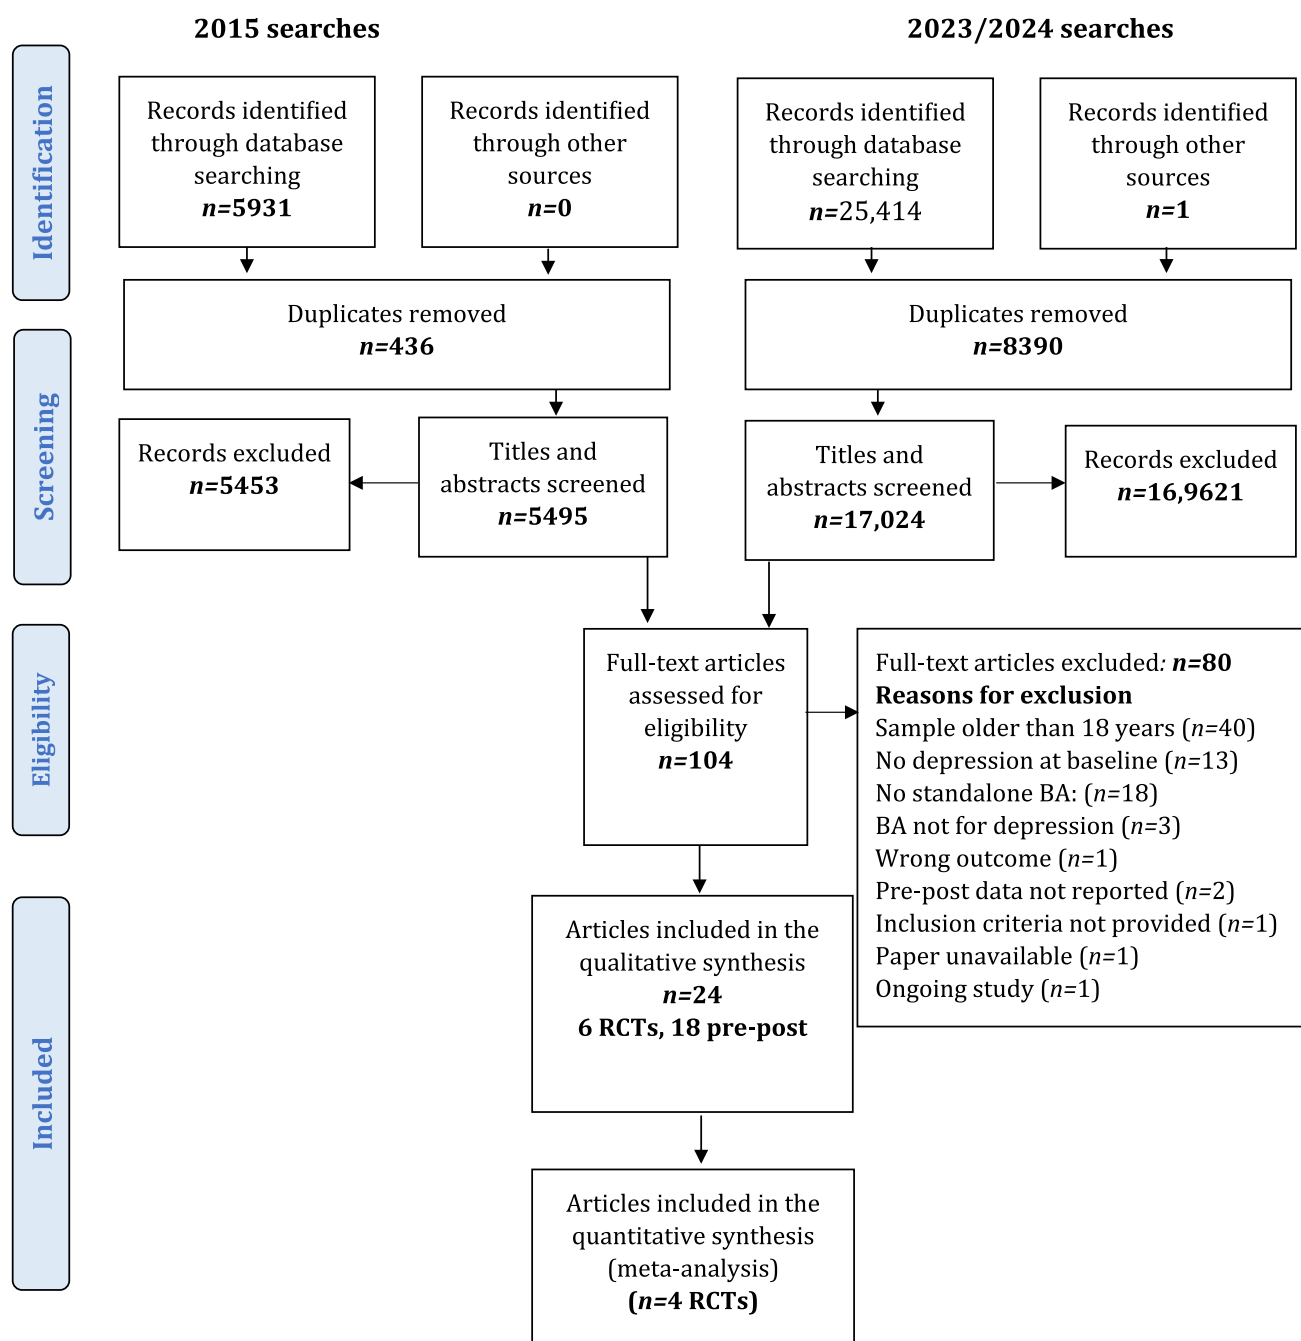 2015 searches
2023/2024 searches
Identification
Records identified
through database
searching
n=5931
Records identified
through other
sources
n=0
Records identified
through database
searching
n=25,414
Records identified
through other
sources
n=1
Duplicates removed
n=436
Duplicates removed
n=8390
Screening
Records excluded
n=5453
Titles and
abstracts screened
n=5495
Titles and
abstracts screened
n=17,024
Records excluded
n=16,9621
Eligibility
Full-text articles
assessed for
eligibility
n=104
Full-text articles excluded: n=80
Reasons for exclusion
Sample older than 18 years (n=40)
No depression at baseline (n=13)
No standalone BA: (n=18)
BA not for depression (n=3)
Wrong outcome (n=1)
Pre-post data not reported (n=2)
Inclusion criteria not provided (n=1)
Paper unavailable (n=1)
Ongoing study (n=1)
Included
Articles included in the
qualitative synthesis
n=24
6 RCTs, 18 pre-post
Articles included in the
quantitative synthesis
(meta-analysis)
(n=4 RCTs)